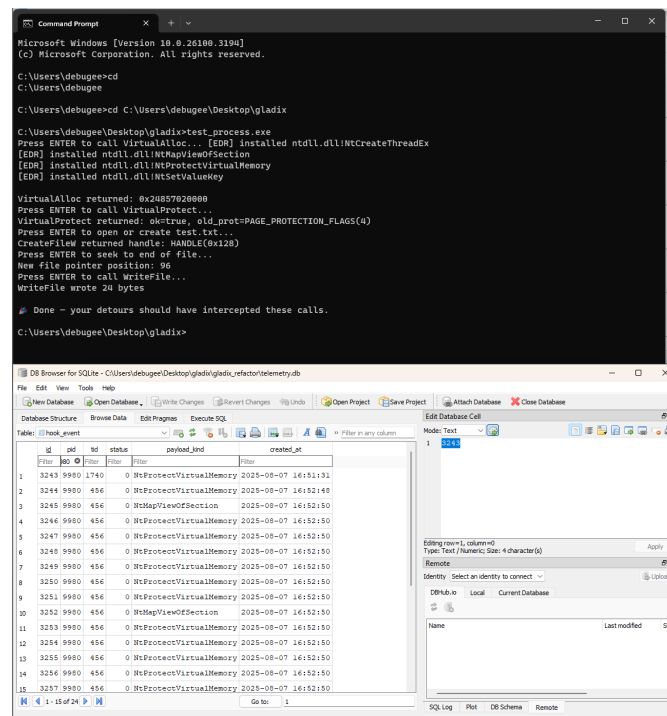 Command Prompt
Microsoft Windows [Version 10.0.26100.3194]
(c) Microsoft Corporation. All rights reserved.
C:\Users\debugee>cd
C:\Users\debugee
C:\Users\debugee>cd C:\Users\debugee\Desktop\gladix
C:\Users\debugee\Desktop\gladix>test_process.exe
Press ENTER to call VirtualAlloc... [EDR] installed ntdll.dll!NtCreateThreadEx
[EDR] installed ntdll.dll!NtMapViewOfSection
[EDR] installed ntdll.dll!NtProtectVirtualMemory
[EDR] installed ntdll.dll!NtSetValueKey
VirtualAlloc returned: 0x24857020000
Press ENTER to call VirtualProtect...
VirtualProtect returned: ok=true, old_prot=PAGE_PROTECTION_FLAGS(4)
Press ENTER to open or create test.txt...
CreateFileW returned handle: HANDLE(0x128)
Press ENTER to seek to end of file...
New file pointer position: 96
Press ENTER to call WriteFile...
WriteFile wrote 24 bytes
🎉 Done – your detours should have intercepted these calls.
C:\Users\debugee\Desktop\gladix>
DB Browser for SQLite - C:\Users\debugee\Desktop\gladix\gladix_refactor\telemetry.db
File Edit View Tools Help
New Database Open Database Write Changes Revert Changes Undo Open Project Save Project Attach Database Close Database
Database Structure Browse Data Edit Pragmas Execute SQL
Table: hook_event Filter in any column
id pid tid status payload_kind created_at
Filter 980 Filter Filter Filter Filter
1 3243 9980 1740 0 NtProtectVirtualMemory 2025-08-07 16:51:31
2 3244 9980 456 0 NtProtectVirtualMemory 2025-08-07 16:52:48
3 3245 9980 456 0 NtMapViewOfSection 2025-08-07 16:52:50
4 3246 9980 456 0 NtProtectVirtualMemory 2025-08-07 16:52:50
5 3247 9980 456 0 NtProtectVirtualMemory 2025-08-07 16:52:50
6 3248 9980 456 0 NtProtectVirtualMemory 2025-08-07 16:52:50
7 3249 9980 456 0 NtProtectVirtualMemory 2025-08-07 16:52:50
8 3250 9980 456 0 NtProtectVirtualMemory 2025-08-07 16:52:50
9 3251 9980 456 0 NtProtectVirtualMemory 2025-08-07 16:52:50
10 3252 9980 456 0 NtMapViewOfSection 2025-08-07 16:52:50
11 3253 9980 456 0 NtProtectVirtualMemory 2025-08-07 16:52:50
12 3254 9980 456 0 NtProtectVirtualMemory 2025-08-07 16:52:50
13 3255 9980 456 0 NtProtectVirtualMemory 2025-08-07 16:52:50
14 3256 9980 456 0 NtProtectVirtualMemory 2025-08-07 16:52:50
15 3257 9980 456 0 NtProtectVirtualMemory 2025-08-07 16:52:50
1 - 15 of 24 Go to: 1
Edit Database Cell
Mode: Text
1 3243
Editing row=1, column=0
Type: Text / Numeric; Size: 4 character(s)
Apply
Remote
Identity Select an identity to connect
DBHub.io Local Current Database
Name Last modified
SQL Log Plot DB Schema Remote